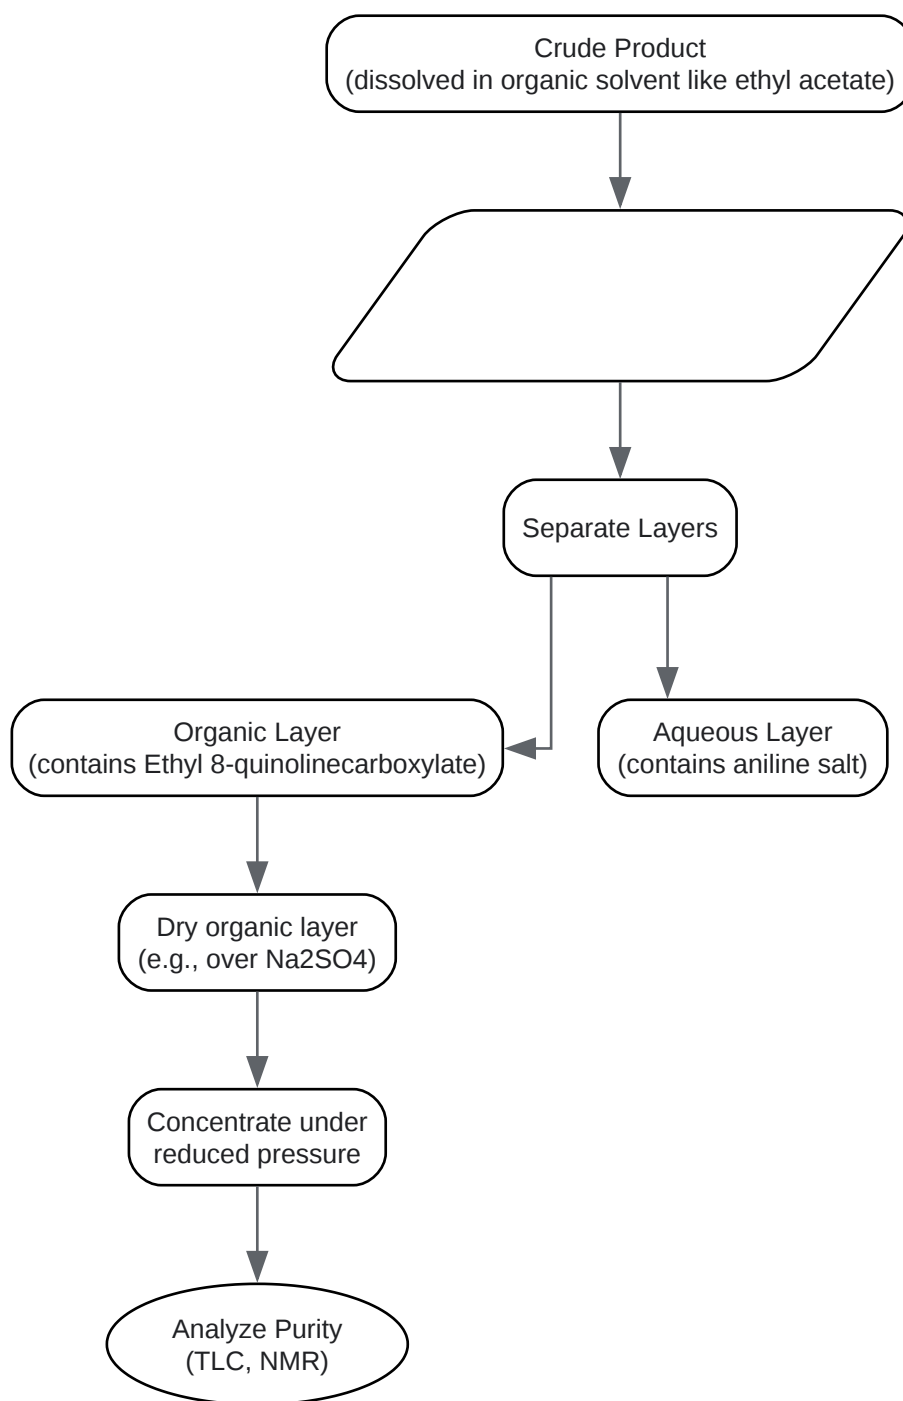 Crude Product
(dissolved in organic solvent like ethyl acetate)
Separate Layers
Organic Layer
(contains Ethyl 8-quinolinecarboxylate)
Aqueous Layer
(contains aniline salt)
Dry organic layer
(e.g., over Na2SO4)
Concentrate under
reduced pressure
Analyze Purity
(TLC, NMR)